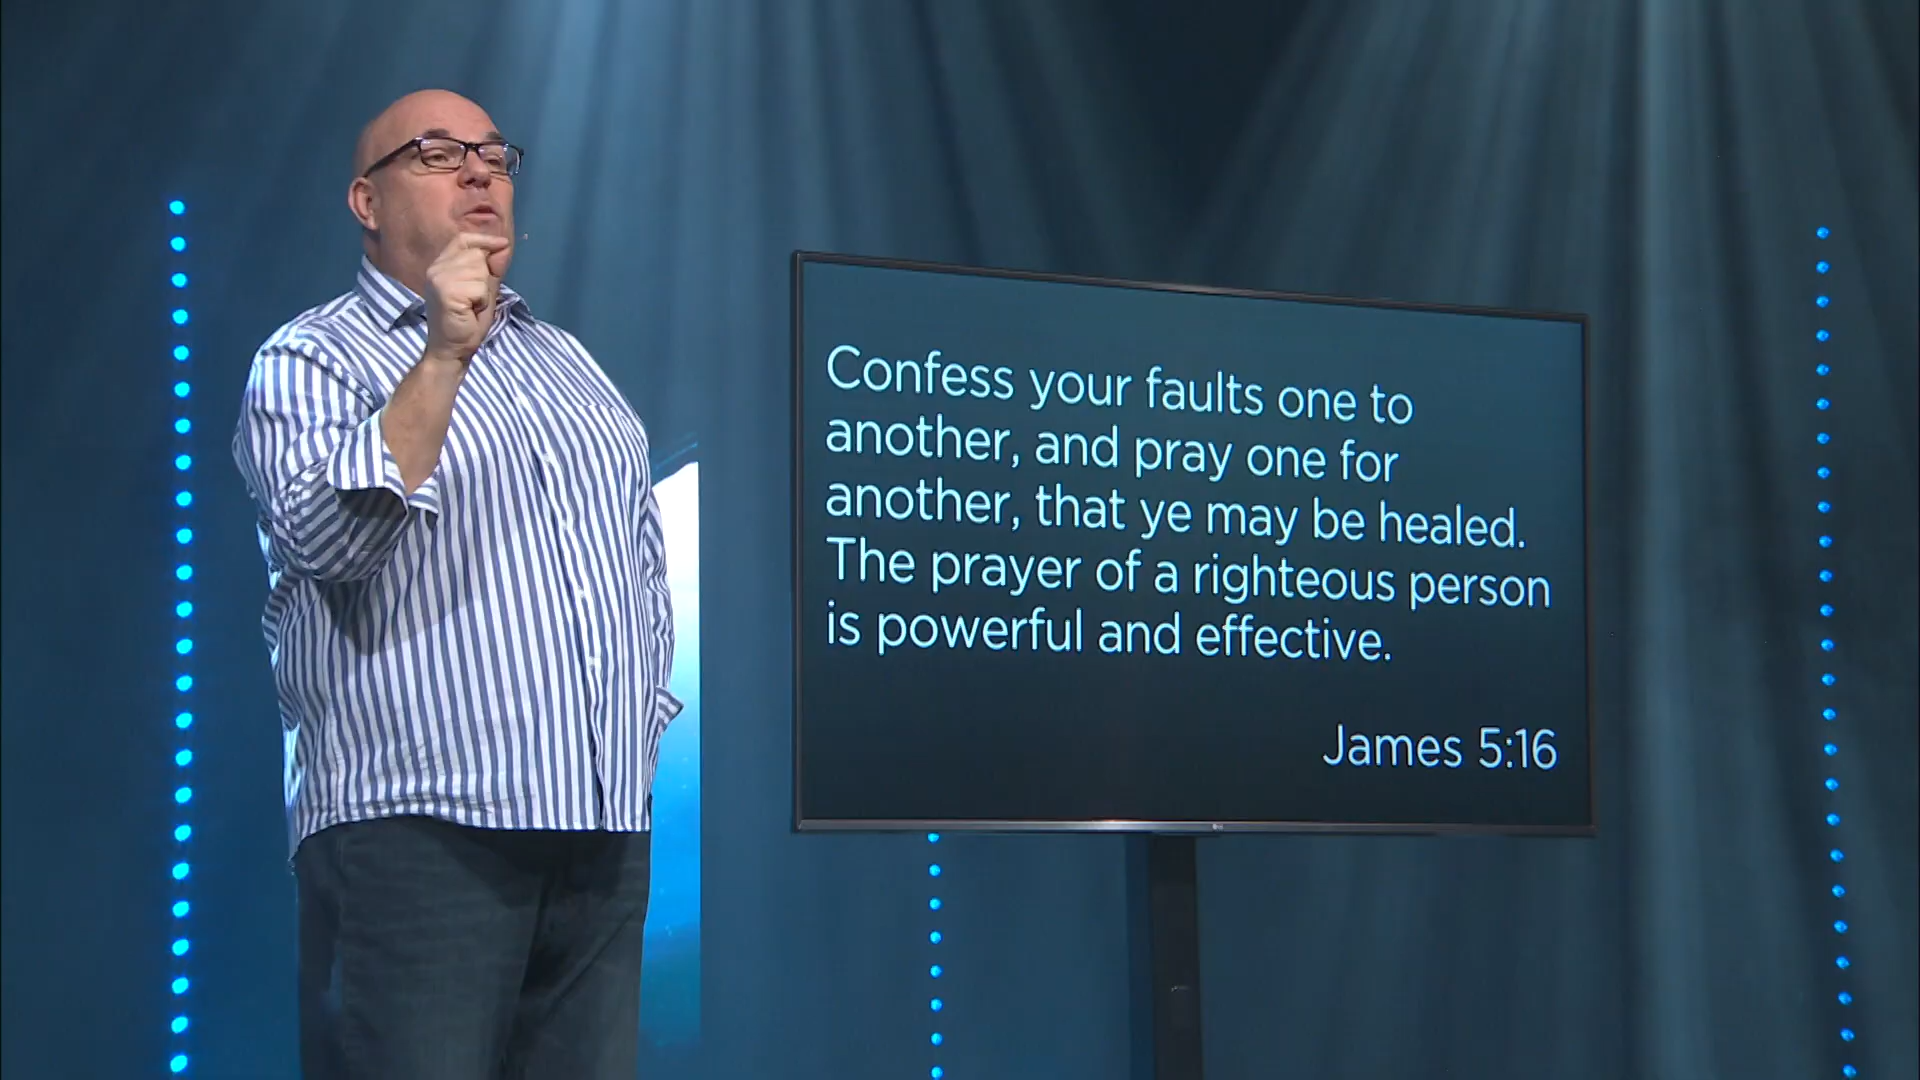 Confess your faults one to
another, and pray one for
another, that ye may be healed.
The prayer of a righteous person
is powerful and effective.
James 5:16